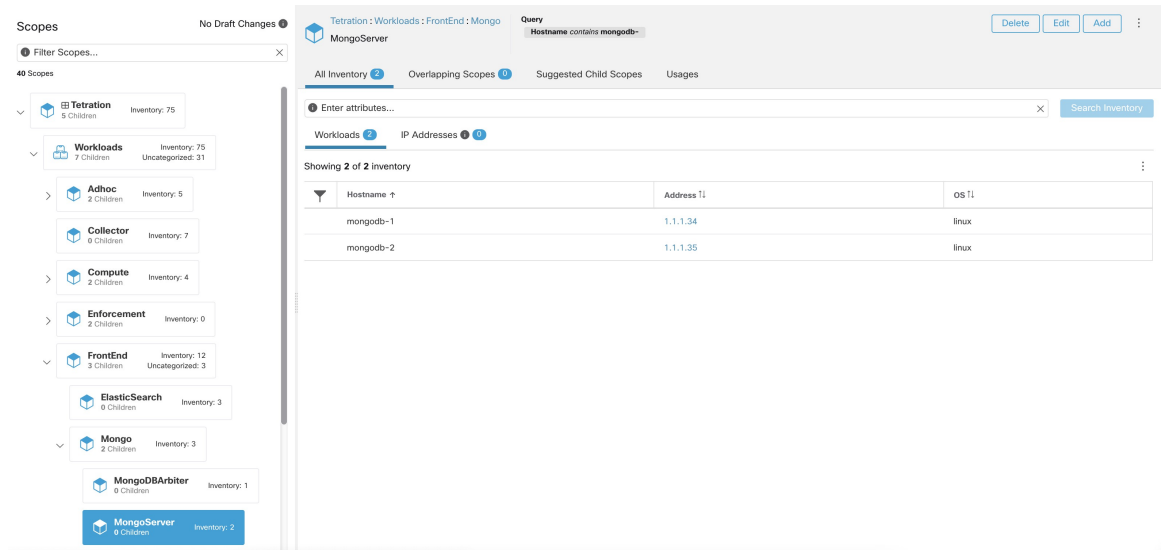 Scopes
No Draft Changes
Filter Scopes...
40 Scopes
Tetration
5 Children
Inventory: 75
Workloads
7 Children
Inventory: 75
Uncategorized: 31
Adhoc
2 Children
Inventory: 5
Collector
0 Children
Inventory: 7
Compute
2 Children
Inventory: 4
Enforcement
2 Children
Inventory: 0
FrontEnd
3 Children
Inventory: 12
Uncategorized: 3
ElasticSearch
0 Children
Inventory: 3
Mongo
2 Children
Inventory: 3
MongoDBArbiter
0 Children
Inventory: 1
MongoServer
0 Children
Inventory: 2
Tetration : Workloads : FrontEnd : Mongo
MongoServer
Query
Hostname contains mongodb-
Delete Edit Add
All Inventory 2 Overlapping Scopes 0 Suggested Child Scopes Usages
Enter attributes...
Search Inventory
Workloads 2 IP Addresses 0
Showing 2 of 2 inventory
Hostname ↑ Address ↑↓ OS ↑↓
mongodb-1 1.1.1.34 linux
mongodb-2 1.1.1.35 linux